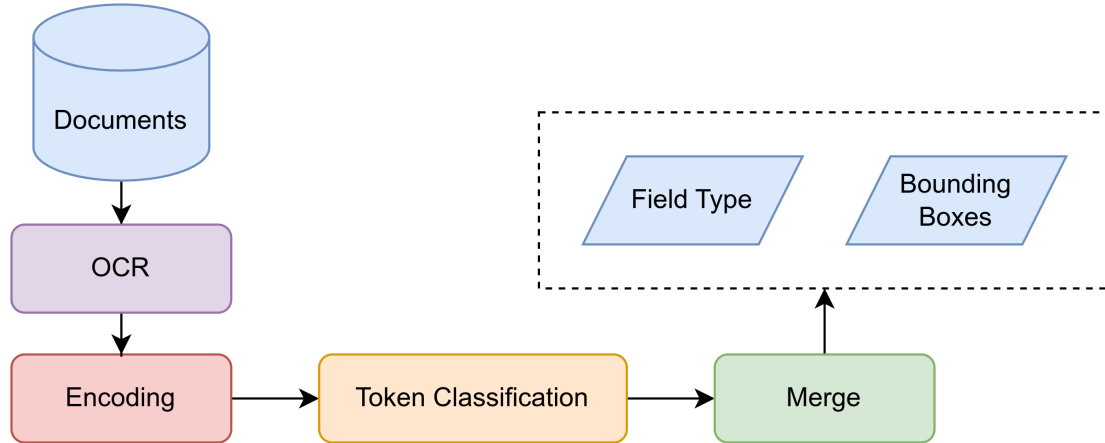 Documents
OCR
Encoding
Token Classification
Merge
Field Type
Bounding
Boxes